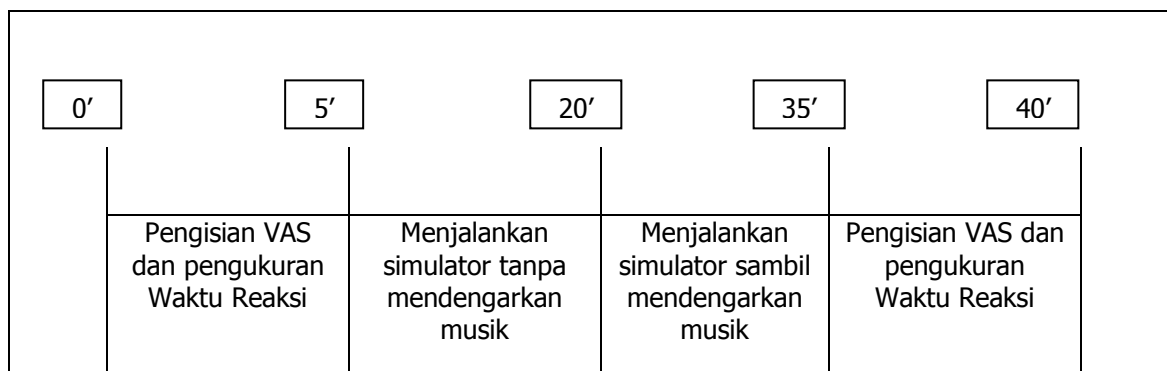 0′ 5′ 20′ 35′ 40′
Pengisian VAS
dan pengukuran
Waktu Reaksi
Menjalankan
simulator tanpa
mendengarkan
musik
Menjalankan
simulator sambil
mendengarkan
musik
Pengisian VAS dan
pengukuran
Waktu Reaksi